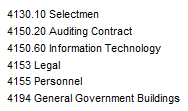 4130.10 Selectmen
4150.20 Auditing Contract
4150.60 Information Technology
4153 Legal
4155 Personnel
4194 General Government Buildings